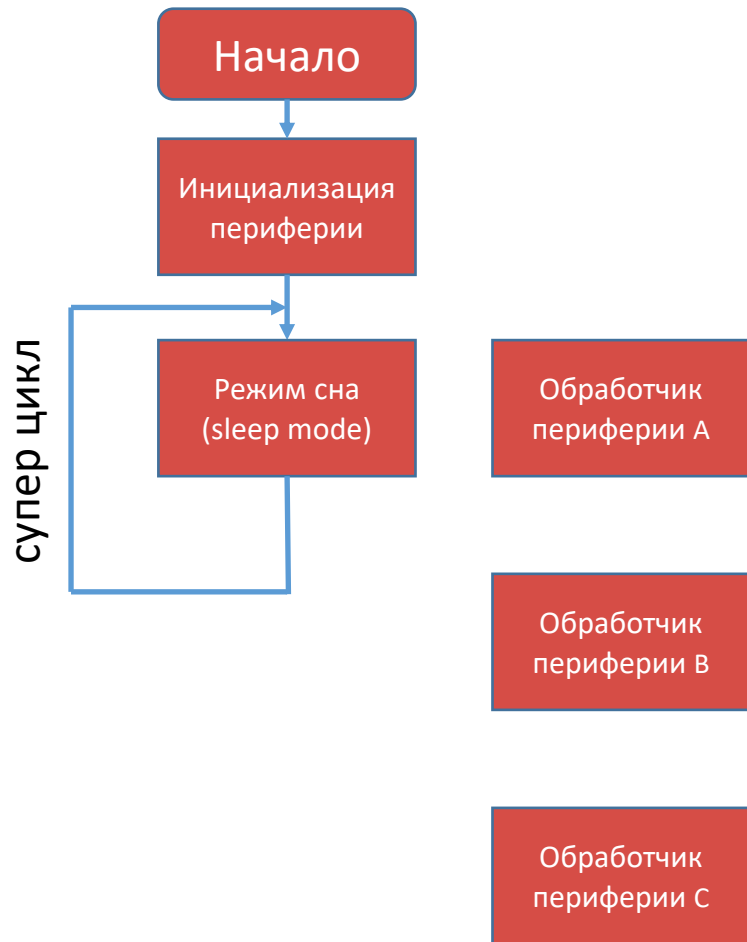 Начало
Инициализация
периферии
супер цикл
Режим сна
(sleep mode)
Обработчик
периферии A
Обработчик
периферии B
Обработчик
периферии C